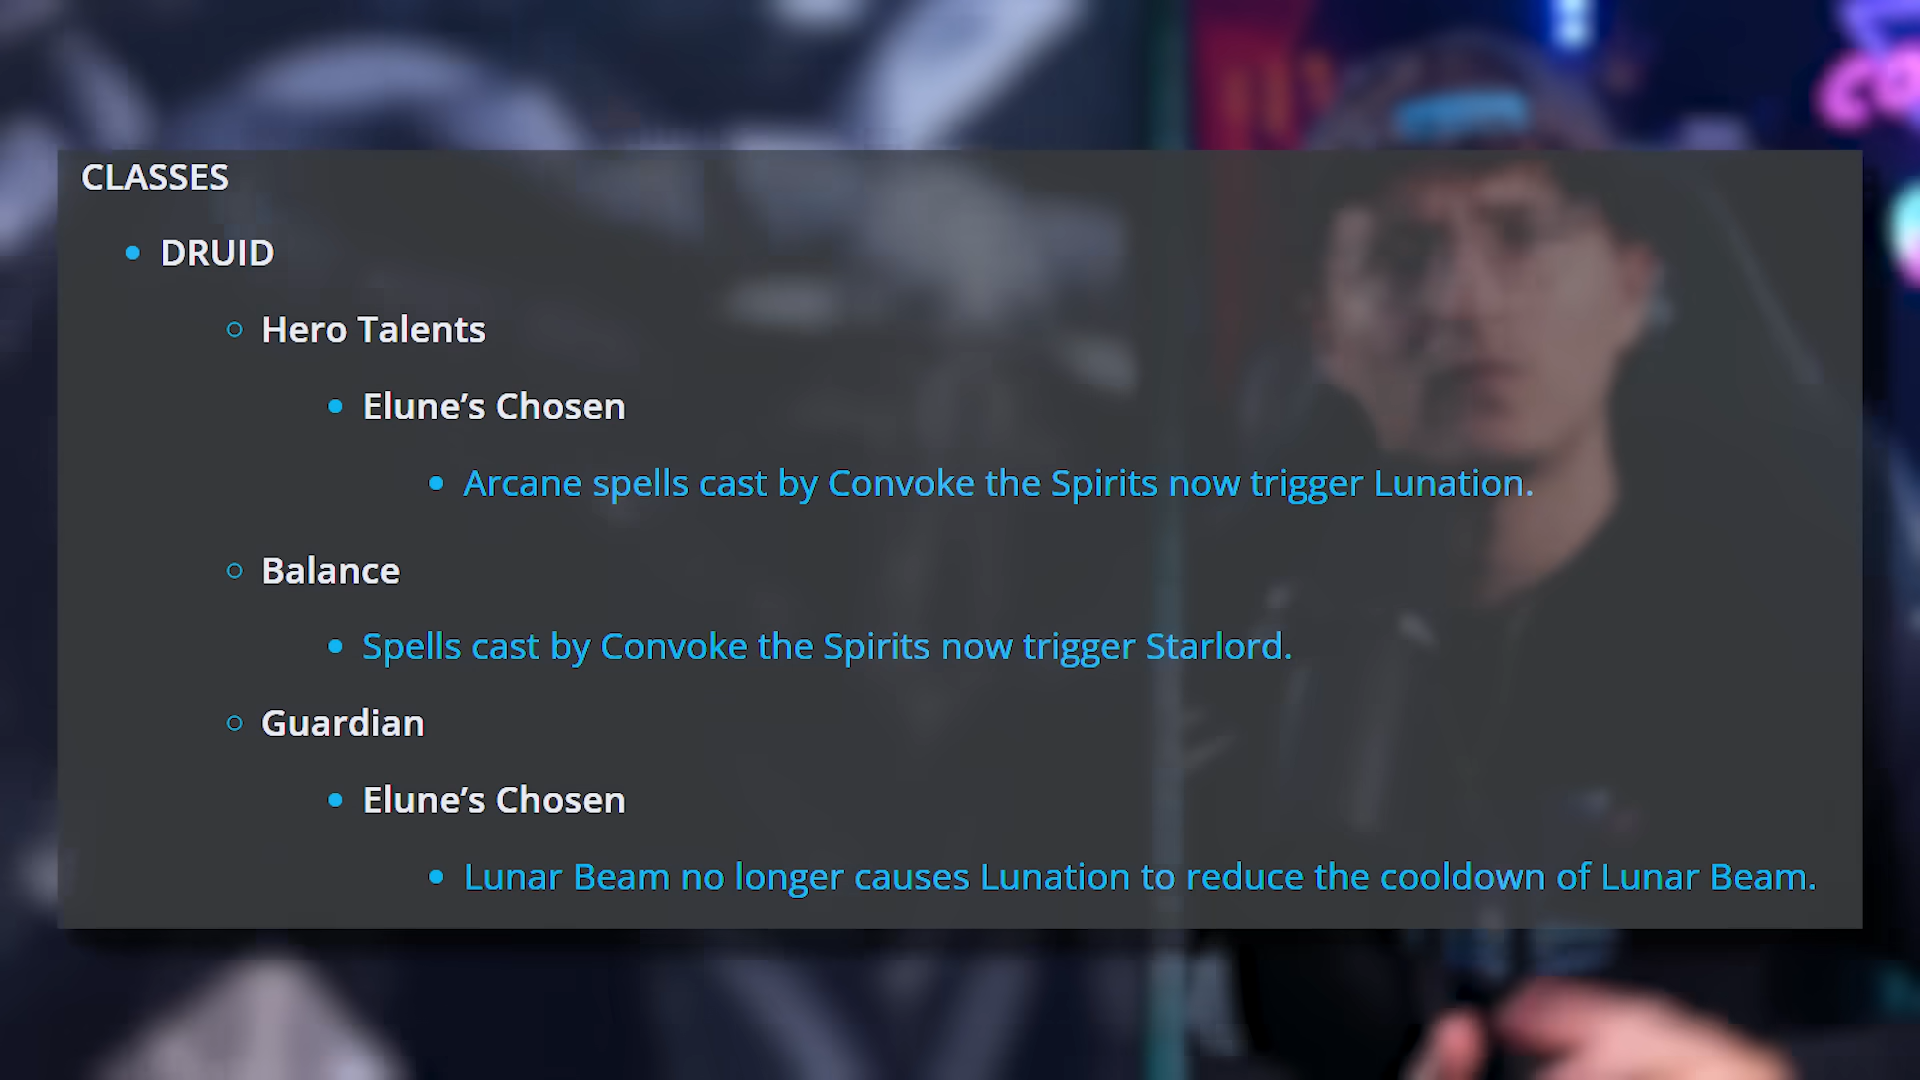 CLASSES
DRUID
Hero Talents
Elune’s Chosen
Arcane spells cast by Convoke the Spirits now trigger Lunation.
Balance
Spells cast by Convoke the Spirits now trigger Starlord.
Guardian
Elune’s Chosen
Lunar Beam no longer causes Lunation to reduce the cooldown of Lunar Beam.